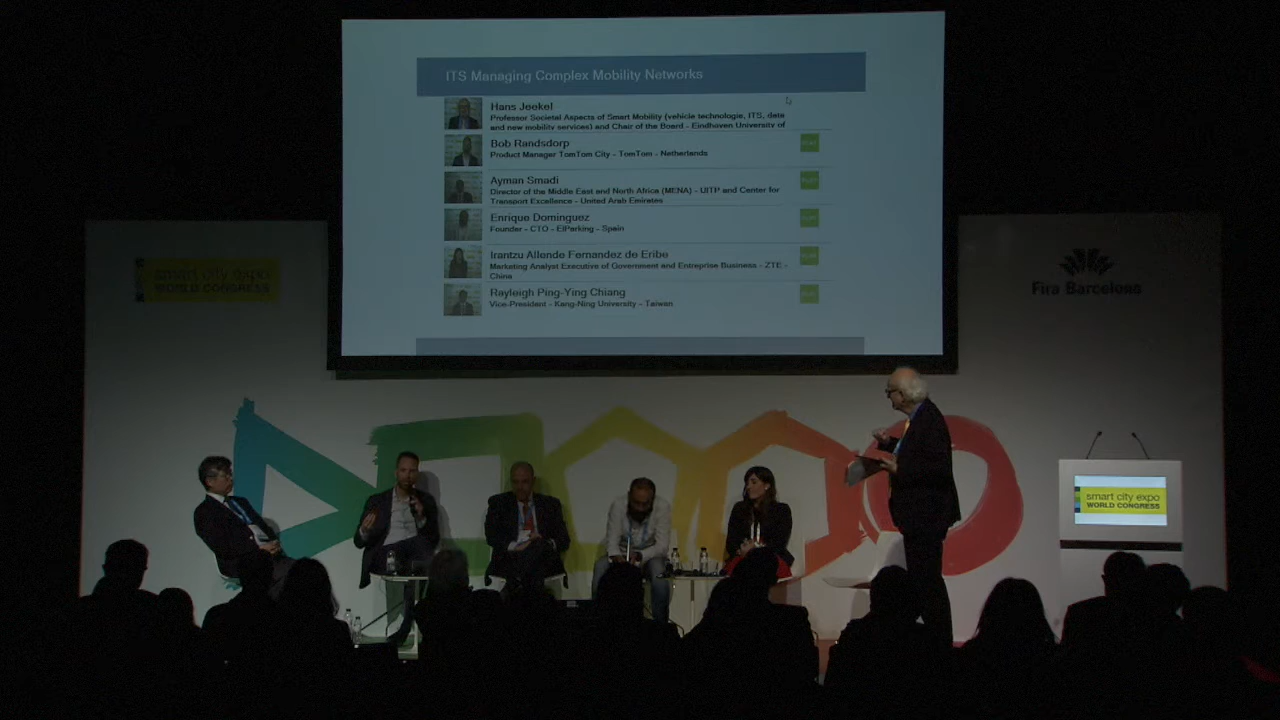 ITS Managing Complex Mobility Networks
Hans Jeekel
Professor Societal Aspects of Smart Mobility (vehicle technologie, ITS, data
and new mobility services) and Chair of the Board - Eindhoven University of
Bob Randsdorp
Product Manager TomTom City - TomTom - Netherlands
Ayman Smadi
Director of the Middle East and North Africa (MENA) - UITP and Center for
Transport Excellence - United Arab Emirates
Enrique Dominguez
Founder - CTO - ElParking - Spain
Irantzu Allende Fernandez de Eribe
Marketing Analyst Executive of Government and Entreprise Business - ZTE -
China
Rayleigh Ping-Ying Chiang
Vice-President - Kang-Ning University - Taiwan
smart city expo
WORLD CONGRESS
Fira Barcelona
smart city expo
WORLD CONGRESS